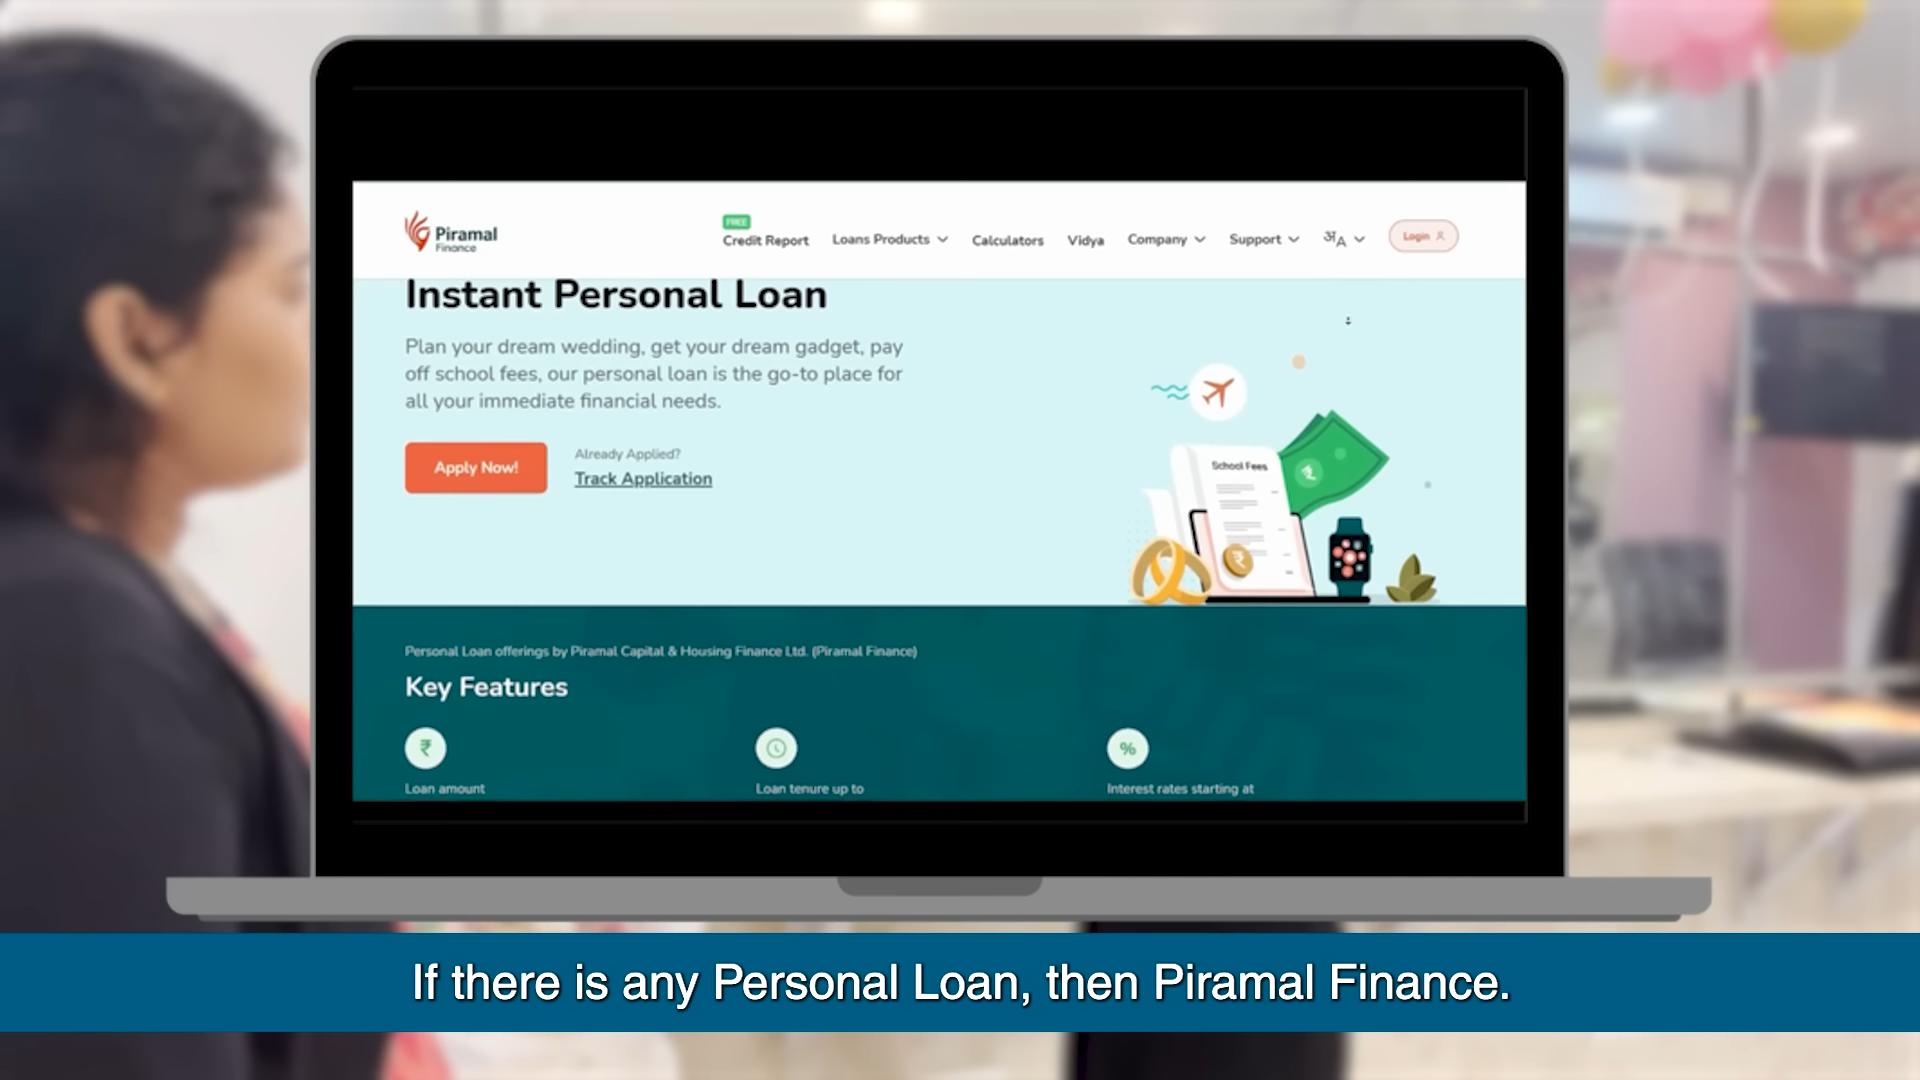 Piramal
Finance
FREE
Credit Report
Loans Products
Calculators
Vidya
Company
Support
अA
Login
Instant Personal Loan
Plan your dream wedding, get your dream gadget, pay
off school fees, our personal loan is the go-to place for
all your immediate financial needs.
Apply Now!
Already Applied?
Track Application
School Fees
₹
₹
Personal Loan offerings by Piramal Capital & Housing Finance Ltd. (Piramal Finance)
Key Features
₹
%
Loan amount
Loan tenure up to
Interest rates starting at
If there is any Personal Loan, then Piramal Finance.